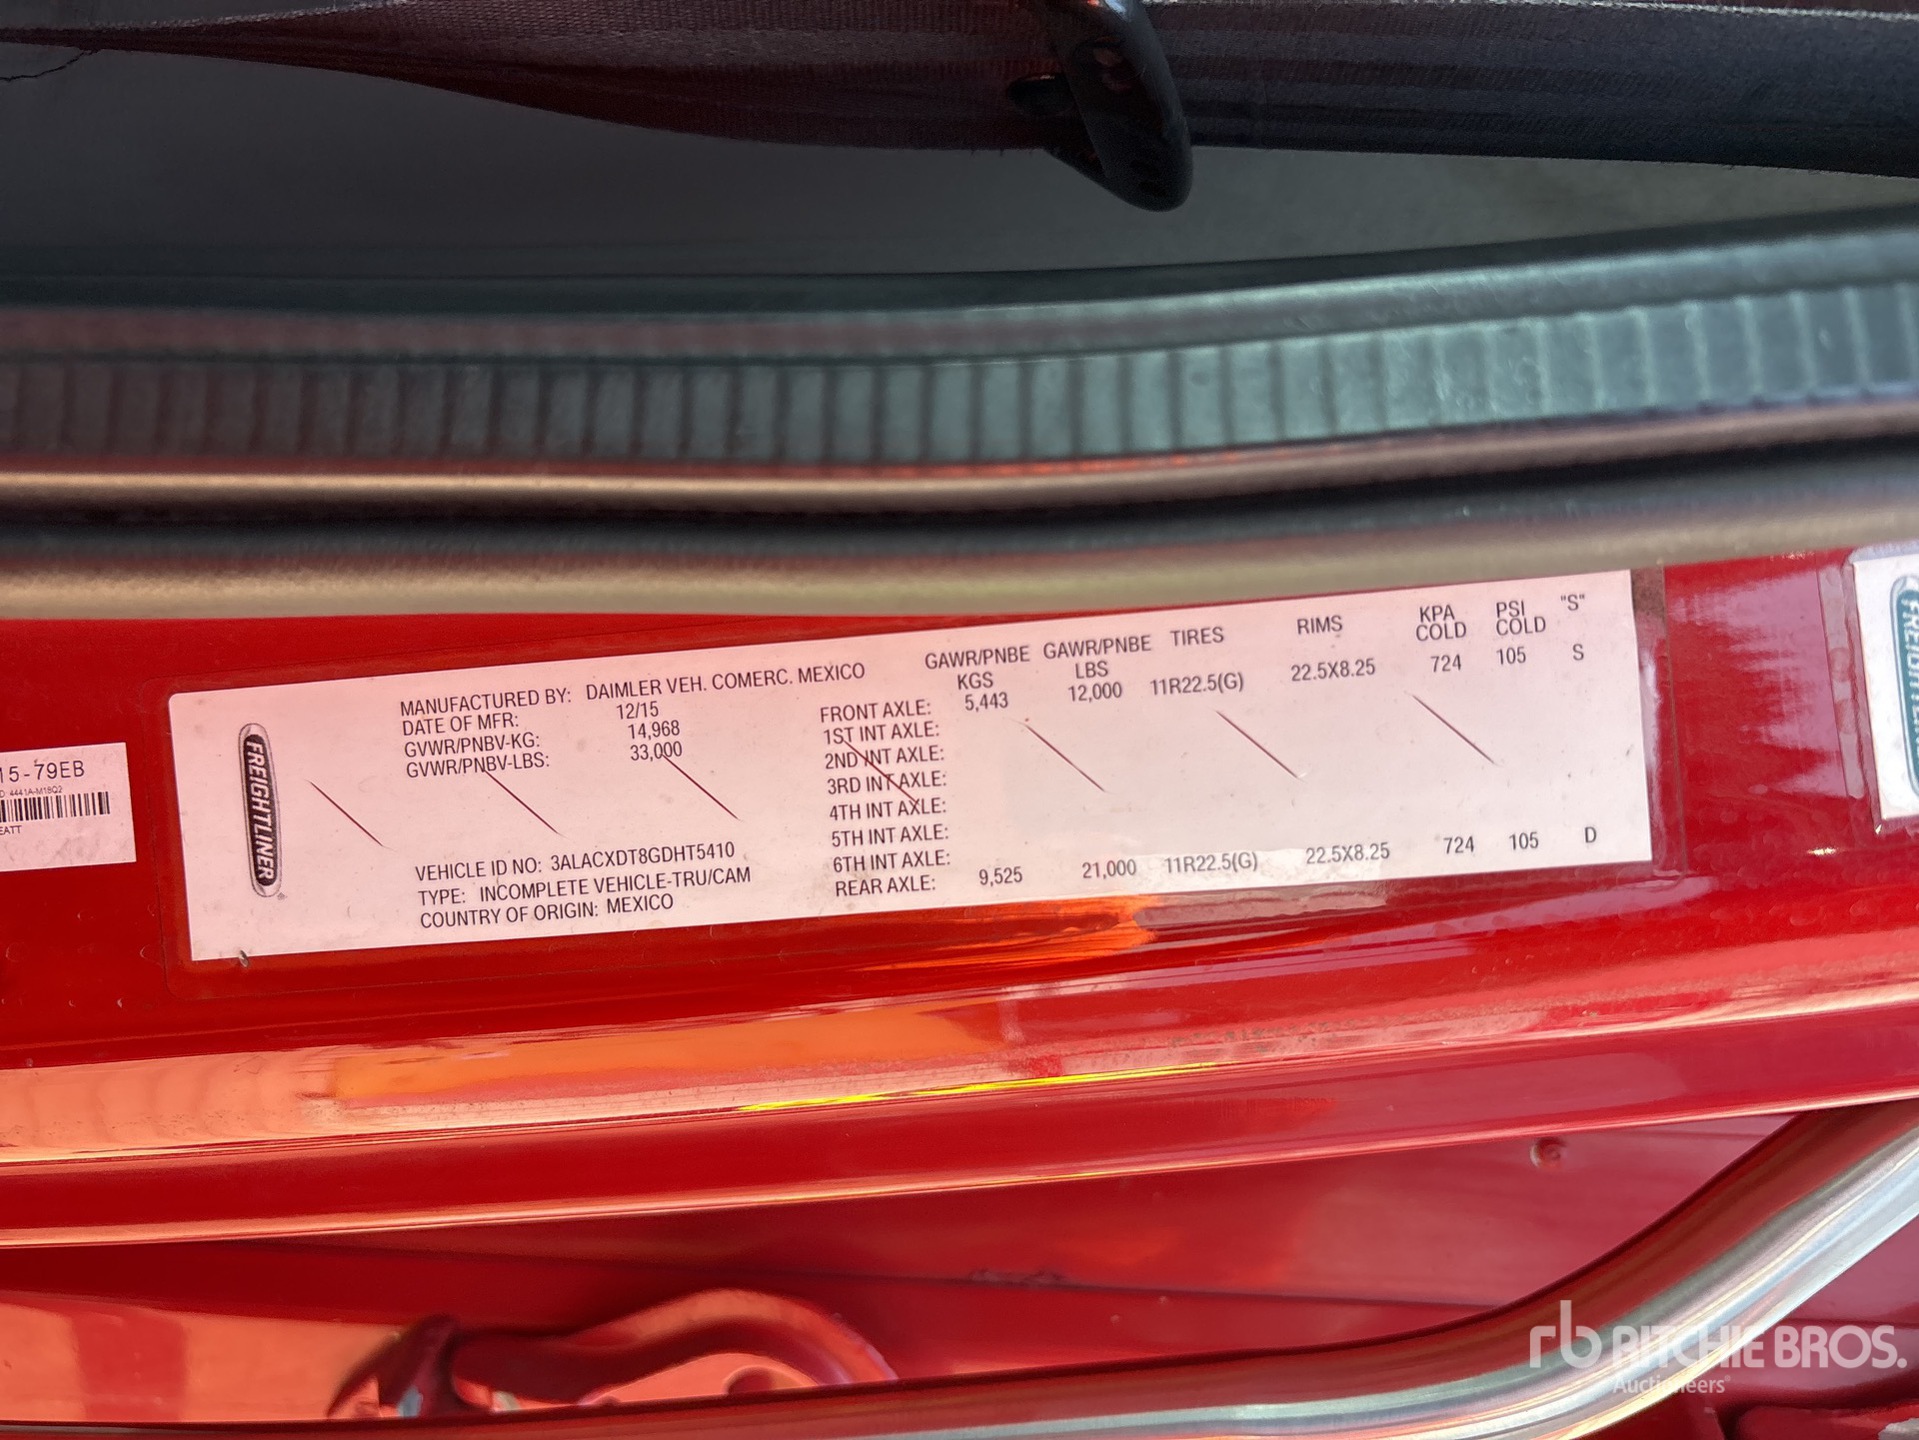 15-79EB
D: 4441A-M18Q2
EATT
FREIGHTLINER
MANUFACTURED BY: DAIMLER VEH. COMERC. MEXICO
DATE OF MFR: 12/15
GVWR/PNBV-KG: 14,968
GVWR/PNBV-LBS: 33,000
VEHICLE ID NO: 3ALACXDT8GDHT5410
TYPE: INCOMPLETE VEHICLE-TRU/CAM
COUNTRY OF ORIGIN: MEXICO
GAWR/PNBE KGS GAWR/PNBE LBS TIRES RIMS KPA COLD PSI COLD "S"
FRONT AXLE: 5,443 12,000 11R22.5(G) 22.5X8.25 724 105 S
1ST INT AXLE:
2ND INT AXLE:
3RD INT AXLE:
4TH INT AXLE:
5TH INT AXLE:
6TH INT AXLE:
REAR AXLE: 9,525 21,000 11R22.5(G) 22.5X8.25 724 105 D
FREIGHTLINER
rb RITCHIE BROS.
Auctioneers